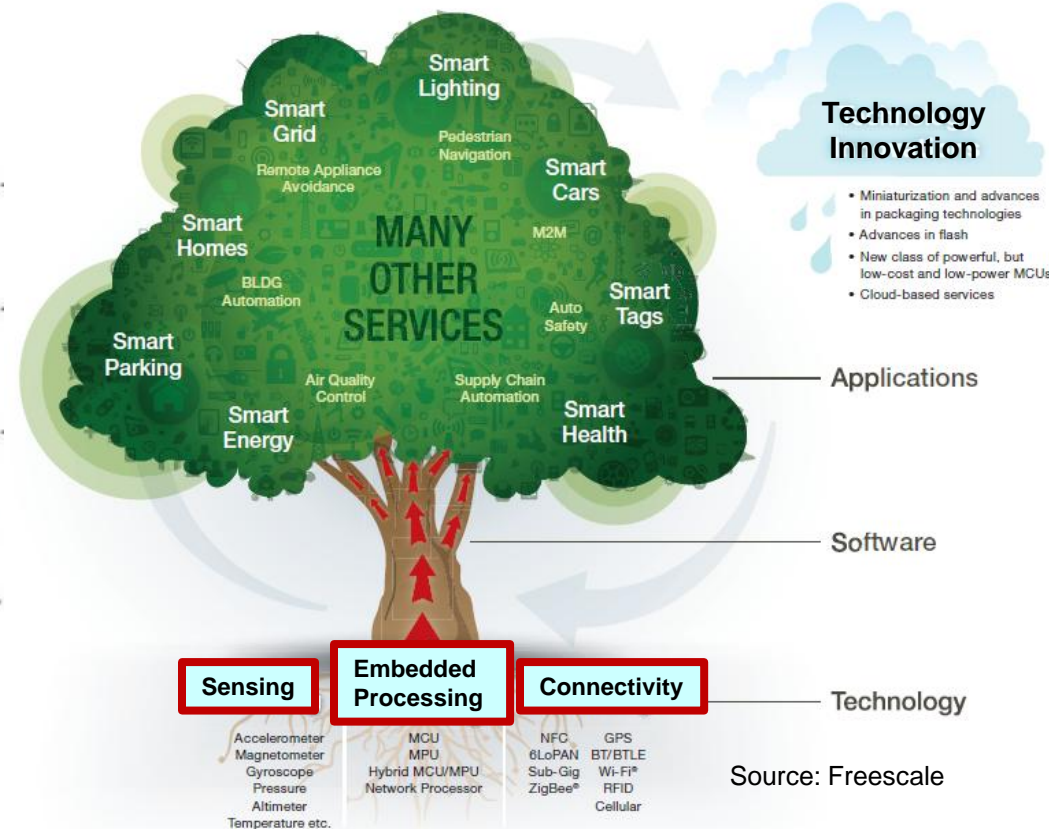 Smart
Lighting
Smart
Grid
Pedestrian
Navigation
Remote Appliance
Avoidance
Smart
Cars
Smart
Homes
MANY
OTHER
SERVICES
M2M
BLDG
Automation
Smart
Tags
Auto
Safety
Smart
Parking
Air Quality
Control
Supply Chain
Automation
Smart
Energy
Smart
Health
Technology
Innovation
• Miniaturization and advances
in packaging technologies
• Advances in flash
• New class of powerful, but
low-cost and low-power MCUs
• Cloud-based services
Applications
Software
Technology
Sensing
Embedded
Processing
Connectivity
Accelerometer
Magnetometer
Gyroscope
Pressure
Altimeter
Temperature etc.
MCU
MPU
Hybrid MCU/MPU
Network Processor
NFC GPS
6LoPAN BT/BTLE
Sub-Gig Wi-Fi®
ZigBee® RFID
Cellular
Source: Freescale